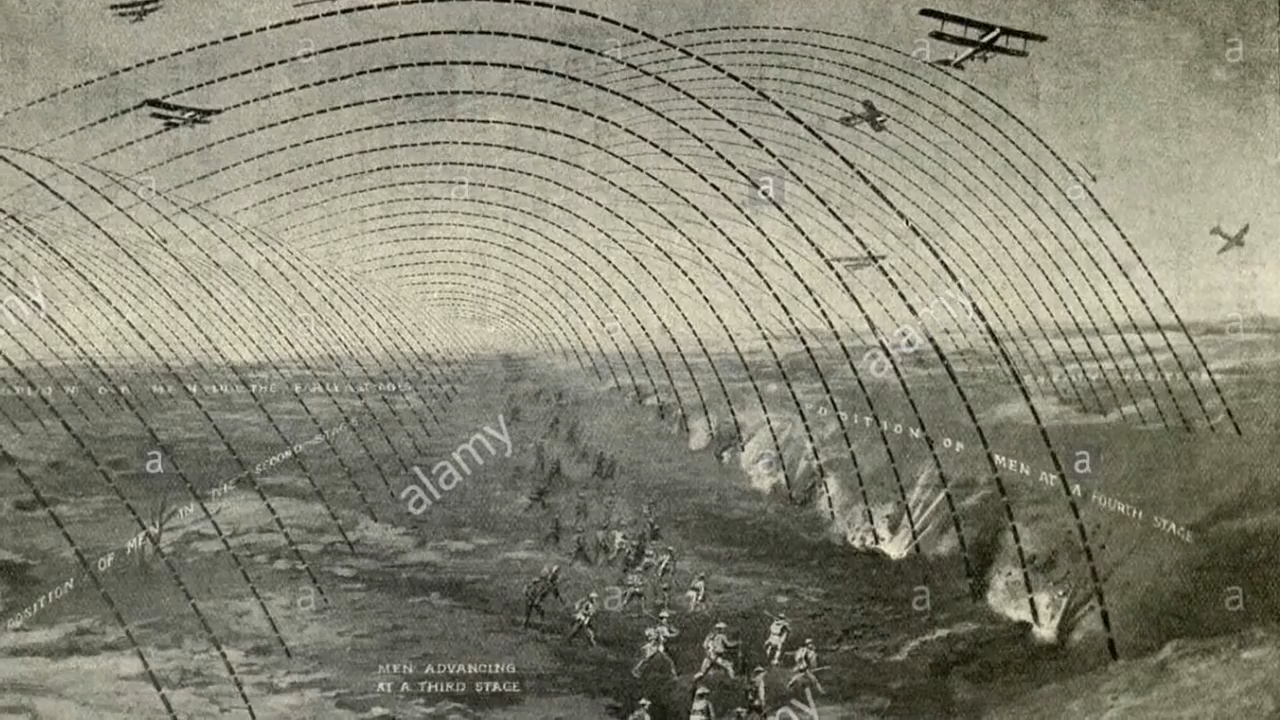 POSITION OF MEN IN THE SECOND STAGE
POSITION OF MEN AT A FOURTH STAGE
MEN ADVANCING
AT A THIRD STAGE
alamy
alamy
a